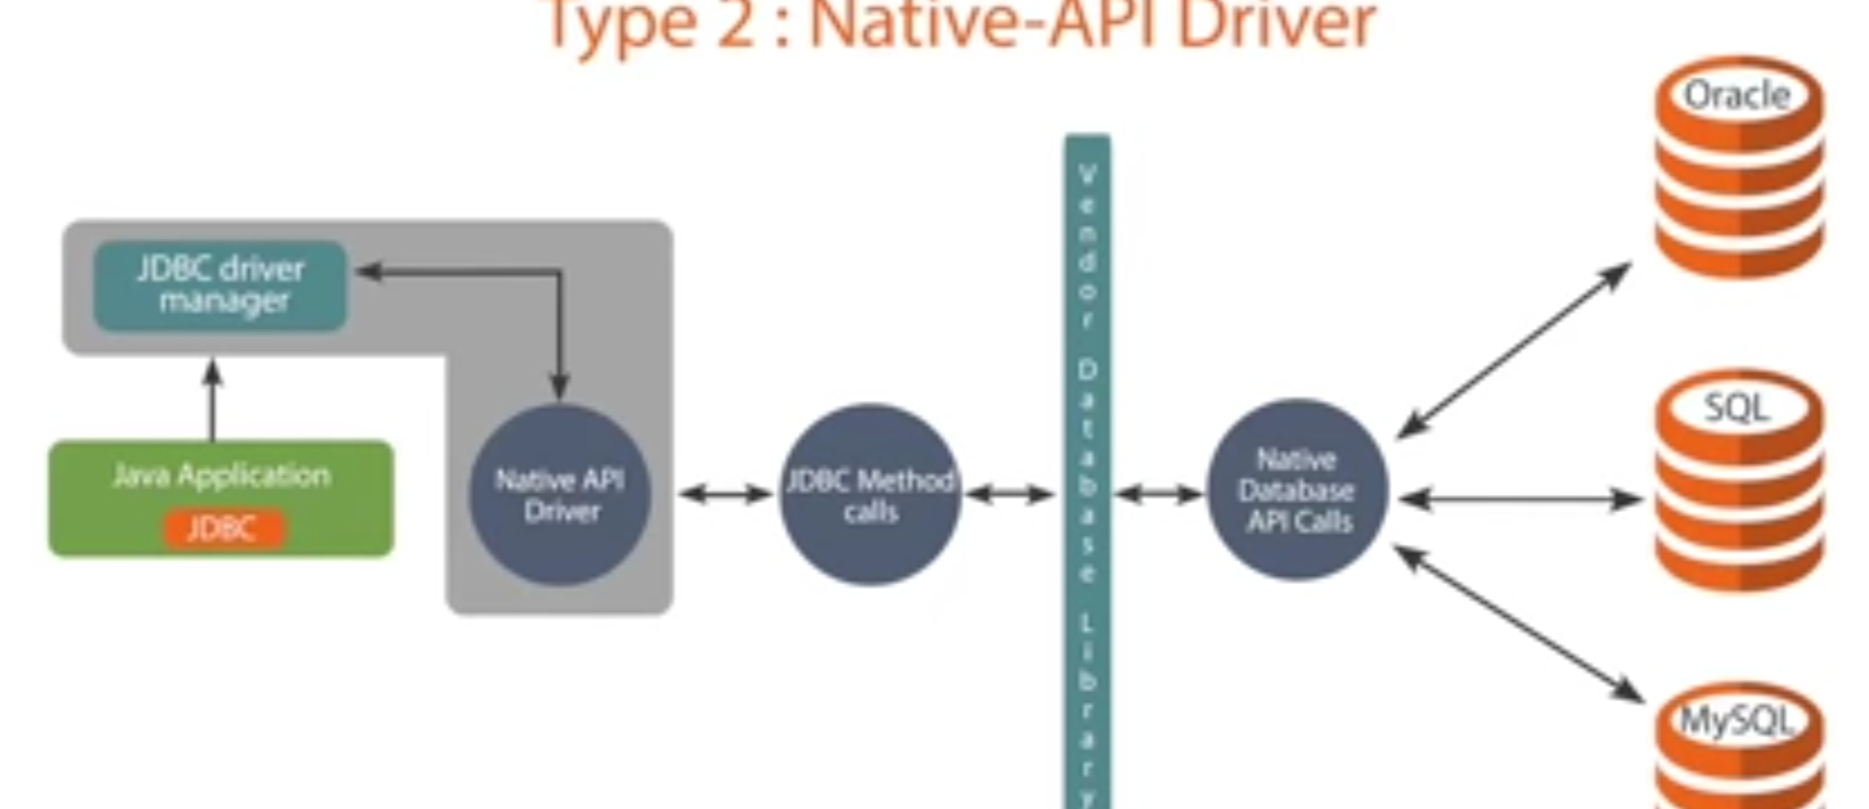 Type 2 : Native-API Driver
JDBC driver
manager
Java Application
JDBC
Native API
Driver
JDBC Method
calls
Vendor Database Library
Native
Database
API Calls
Oracle
SQL
MySQL